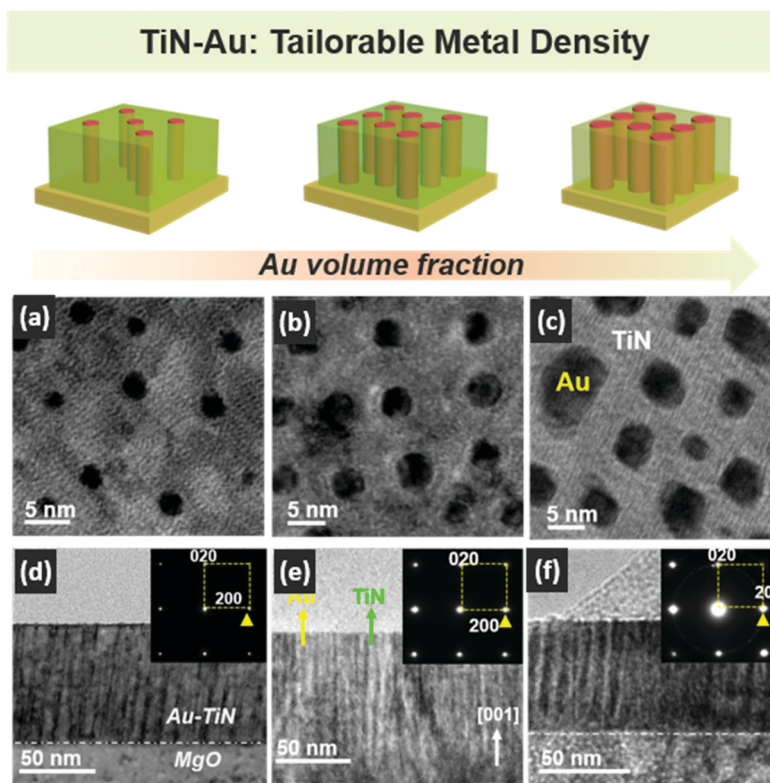 TiN-Au: Tailorable Metal Density
Au volume fraction
(a)
5 nm
(b)
5 nm
(c)
TiN
Au
5 nm
(d)
020
200
Au-TiN
MgO
50 nm
(e)
Au
TiN
020
200
[001]
50 nm
(f)
020
50 nm